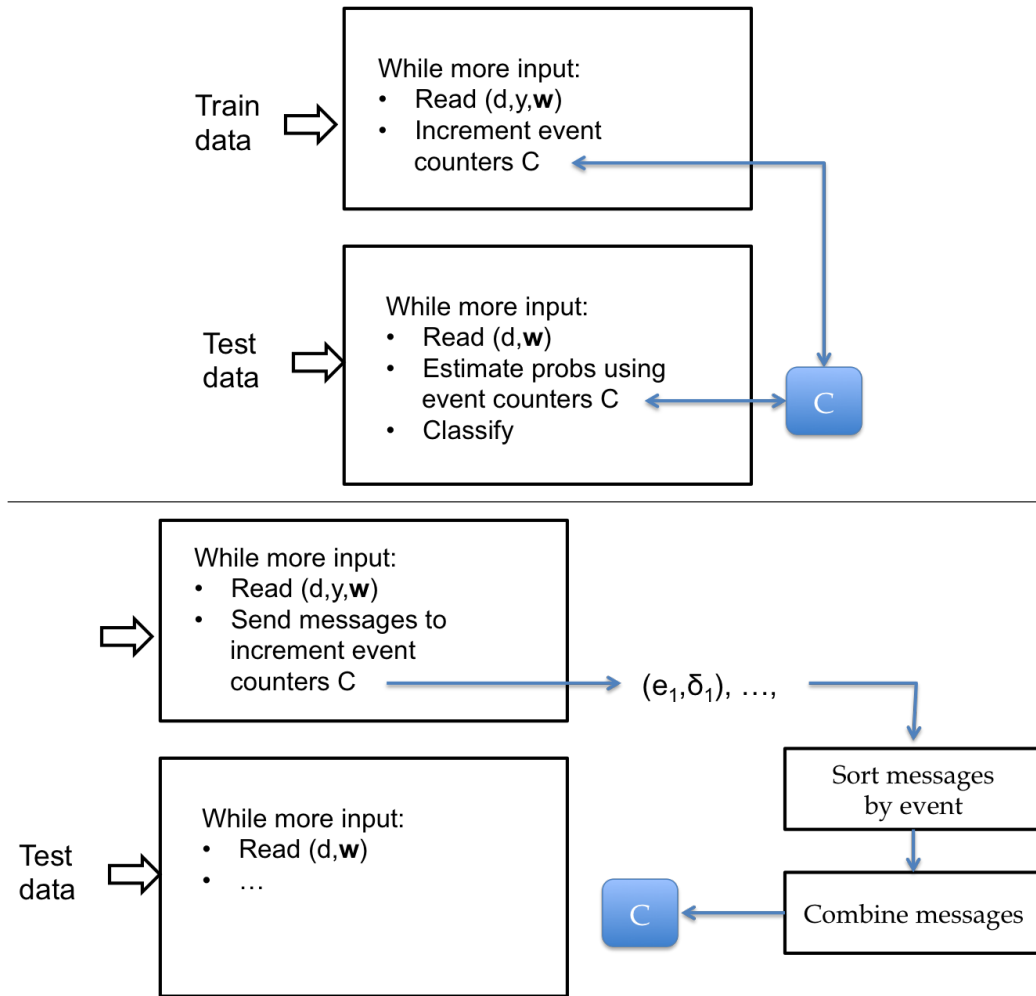 While more input:
• Read (d,y,w)
• Increment event
counters C
Train
data
While more input:
• Read (d,w)
• Estimate probs using
event counters C
• Classify
Test
data
C
While more input:
• Read (d,y,w)
• Send messages to
increment event
counters C
(e₁,δ₁), …,
Sort messages
by event
While more input:
• Read (d,w)
• …
Test
data
C
Combine messages